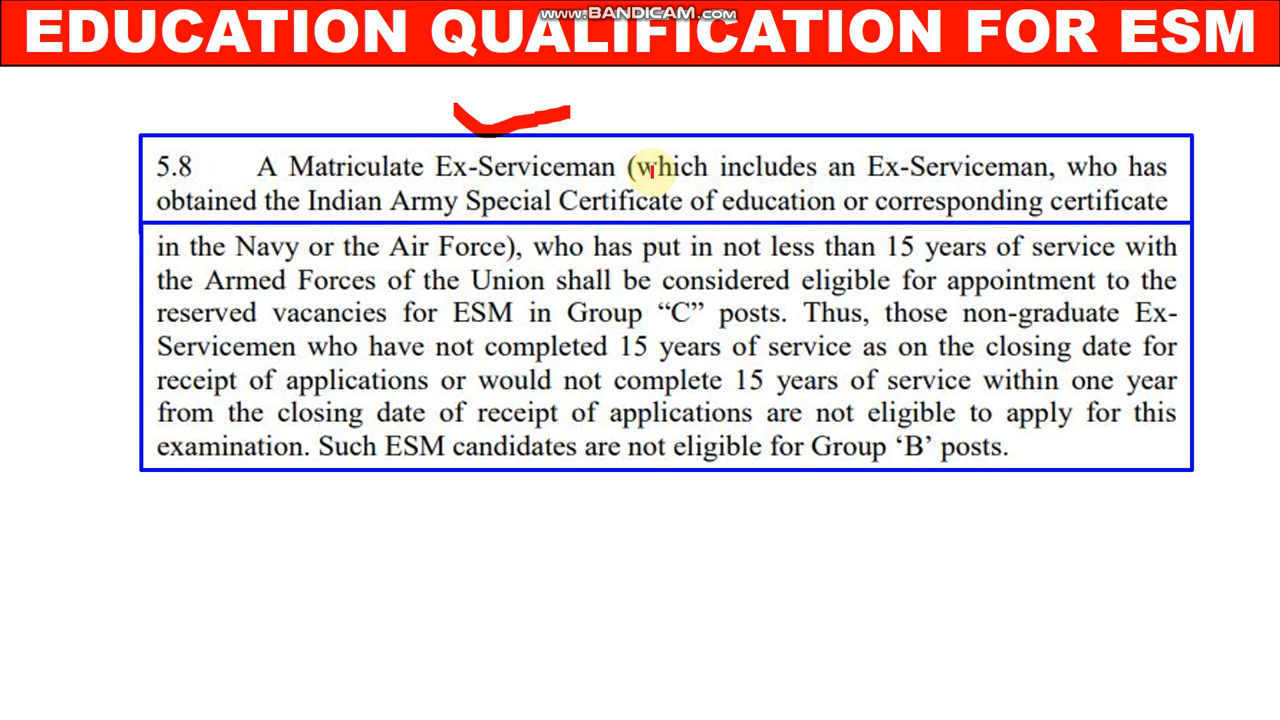 www.BANDICAM.com
EDUCATION QUALIFICATION FOR ESM
5.8 A Matriculate Ex-Serviceman (which includes an Ex-Serviceman, who has
obtained the Indian Army Special Certificate of education or corresponding certificate
in the Navy or the Air Force), who has put in not less than 15 years of service with
the Armed Forces of the Union shall be considered eligible for appointment to the
reserved vacancies for ESM in Group “C” posts. Thus, those non-graduate Ex-
Servicemen who have not completed 15 years of service as on the closing date for
receipt of applications or would not complete 15 years of service within one year
from the closing date of receipt of applications are not eligible to apply for this
examination. Such ESM candidates are not eligible for Group ‘B’ posts.